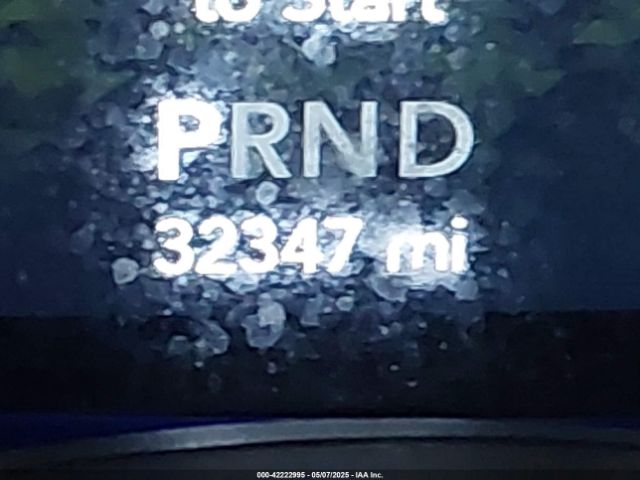 to Start
PRND
32347 mi
000-42222995 - 05/07/2025 - IAA Inc.